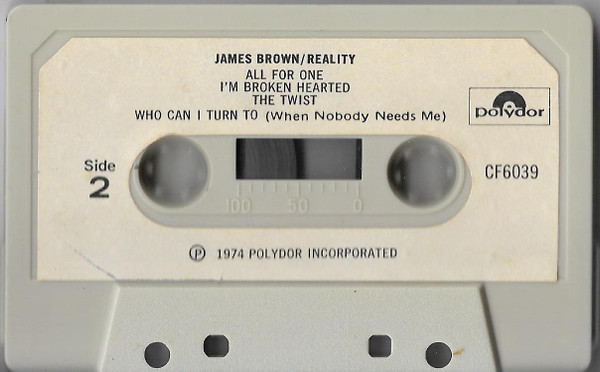 JAMES BROWN/REALITY
ALL FOR ONE
I'M BROKEN HEARTED
THE TWIST
WHO CAN I TURN TO (When Nobody Needs Me)
polydor
Side
2
CF6039
100 50 0
Ⓟ 1974 POLYDOR INCORPORATED